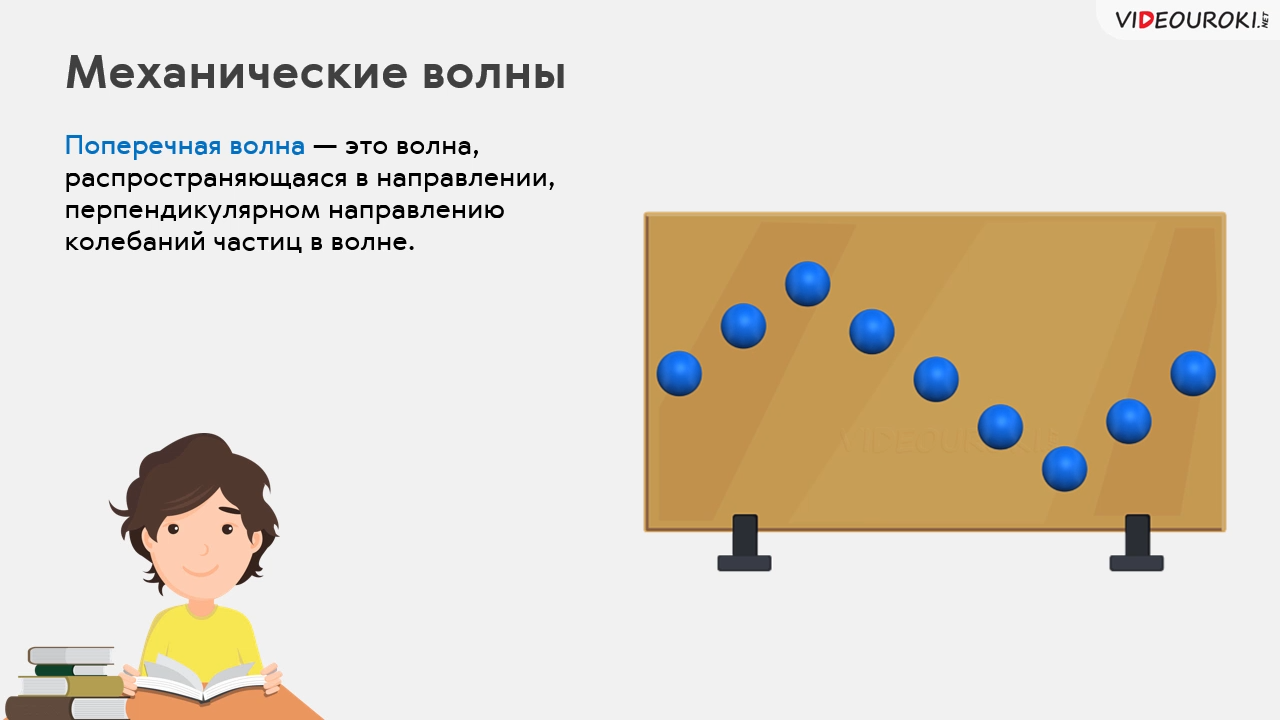 VIDEOUROKI.NET
Механические волны
Поперечная волна — это волна,
распространяющаяся в направлении,
перпендикулярном направлению
колебаний частиц в волне.